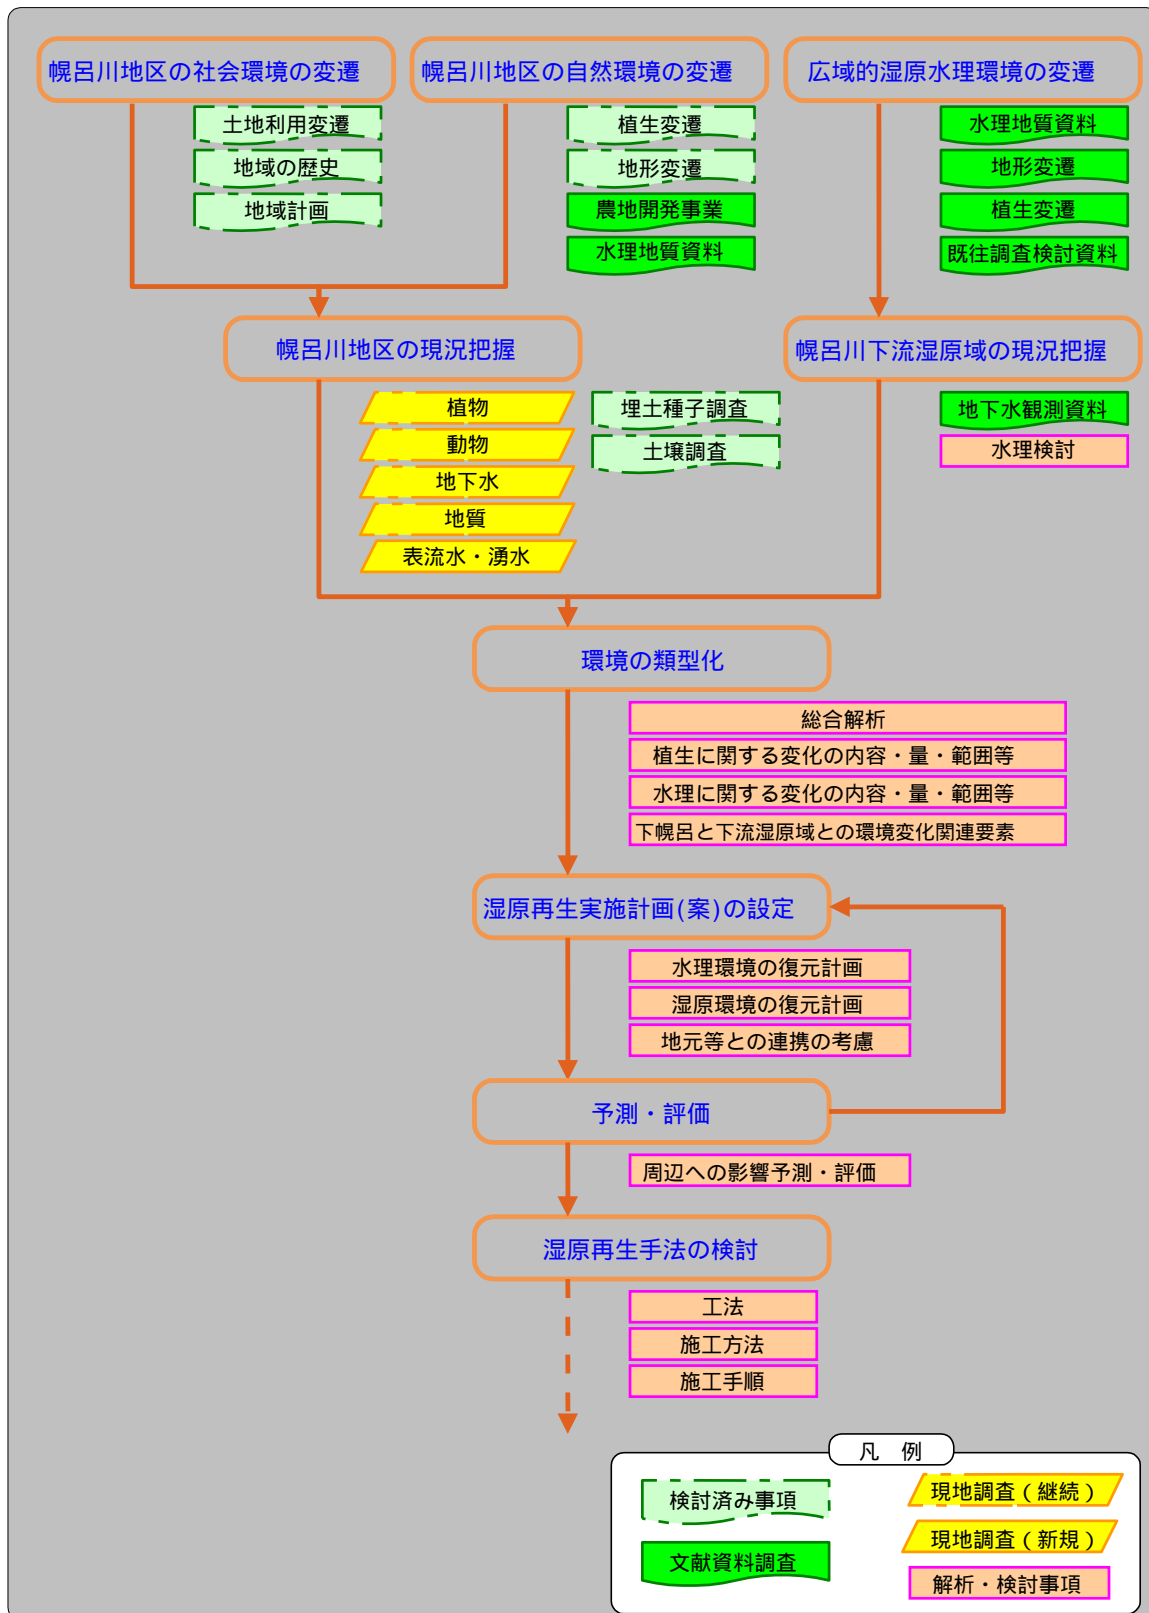 幌呂川地区の社会環境の変遷
幌呂川地区の自然環境の変遷
広域的湿原水理環境の変遷
土地利用変遷
地域の歴史
地域計画
植生変遷
地形変遷
農地開発事業
水理地質資料
水理地質資料
地形変遷
植生変遷
既往調査検討資料
幌呂川地区の現況把握
幌呂川下流湿原域の現況把握
植物
動物
地下水
地質
表流水・湧水
埋土種子調査
土壌調査
地下水観測資料
水理検討
環境の類型化
総合解析
植生に関する変化の内容・量・範囲等
水理に関する変化の内容・量・範囲等
下幌呂と下流湿原域との環境変化関連要素
湿原再生実施計画(案)の設定
水理環境の復元計画
湿原環境の復元計画
地元等との連携の考慮
予測・評価
周辺への影響予測・評価
湿原再生手法の検討
工法
施工方法
施工手順
凡　例
検討済み事項
文献資料調査
現地調査（継続）
現地調査（新規）
解析・検討事項